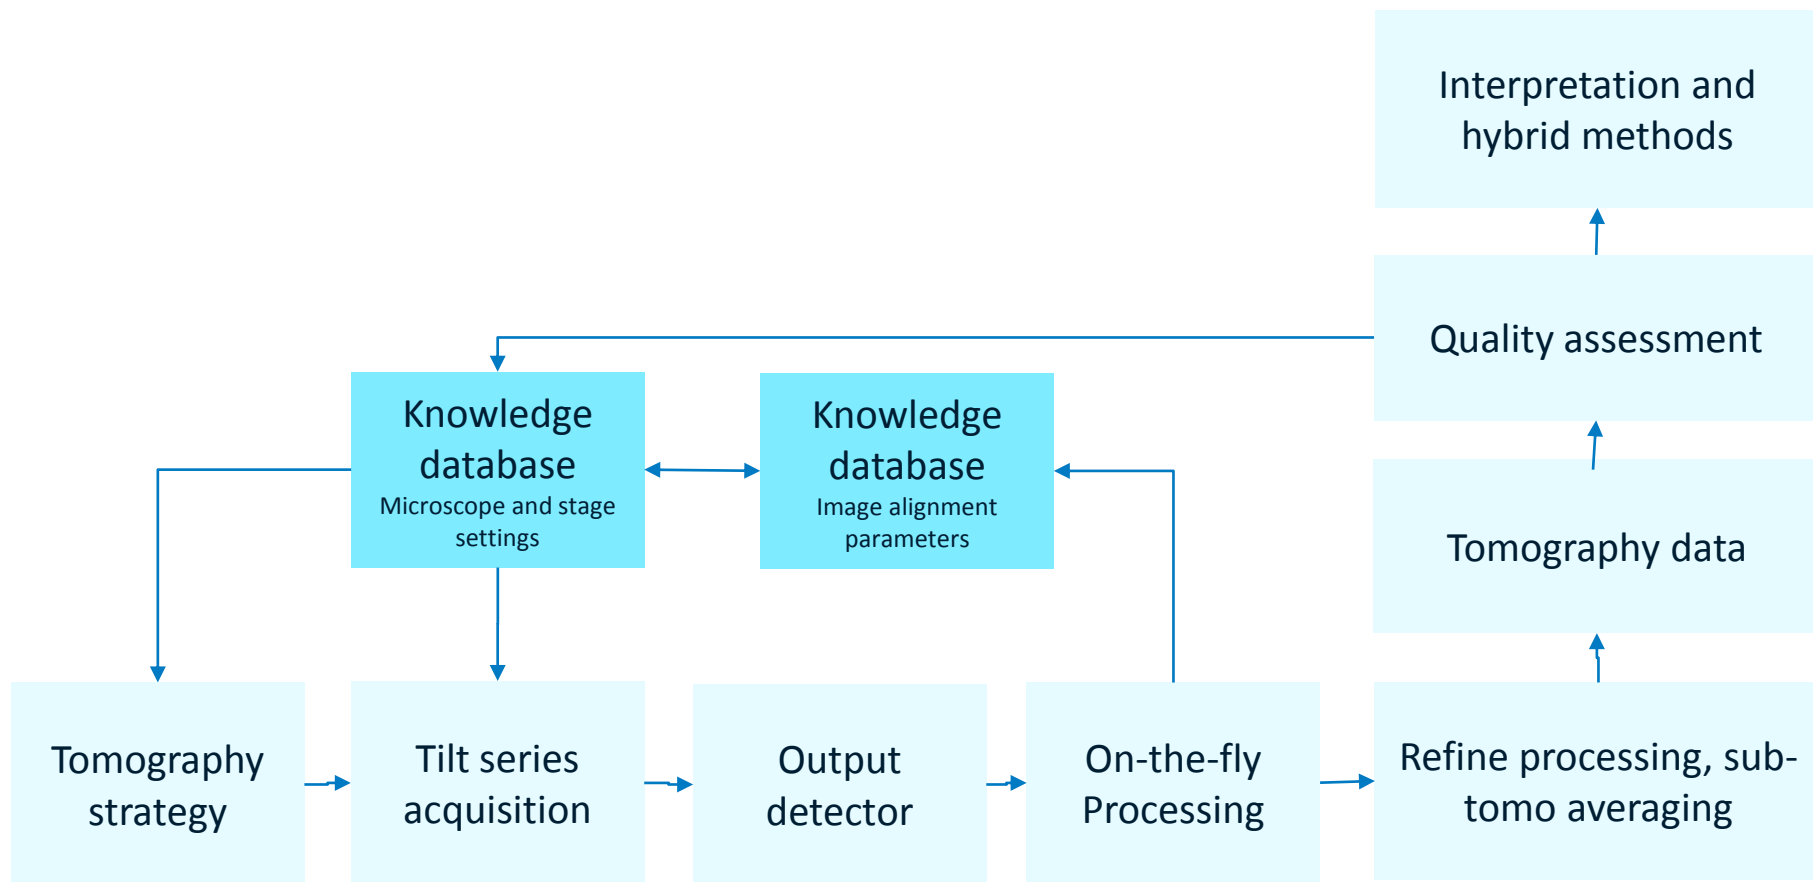 Interpretation and
hybrid methods
Quality assessment
Knowledge
database
Microscope and stage
settings
Knowledge
database
Image alignment
parameters
Tomography data
Tomography
strategy
Tilt series
acquisition
Output
detector
On-the-fly
Processing
Refine processing, sub-
tomo averaging